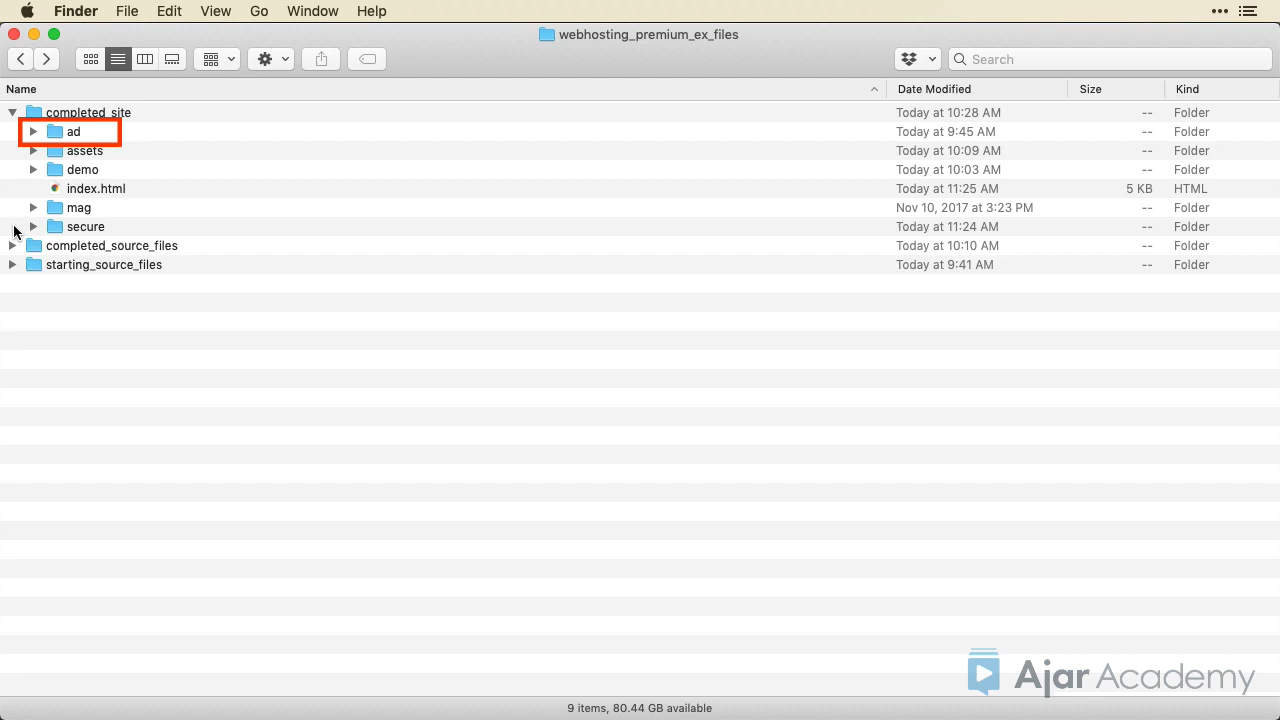 Finder File Edit View Go Window Help
webhosting_premium_ex_files
Search
Name Date Modified Size Kind
completed_site Today at 10:28 AM -- Folder
ad Today at 9:45 AM -- Folder
assets Today at 10:09 AM -- Folder
demo Today at 10:03 AM -- Folder
index.html Today at 11:25 AM 5 KB HTML
mag Nov 10, 2017 at 3:23 PM -- Folder
secure Today at 11:24 AM -- Folder
completed_source_files Today at 10:10 AM -- Folder
starting_source_files Today at 9:41 AM -- Folder
Ajar Academy
9 items, 80.44 GB available